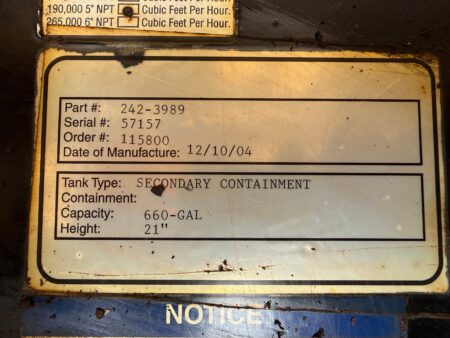 190,000 5" NPT Cubic Feet Per Hour.
265,000 6" NPT Cubic Feet Per Hour.
Part #: 242-3989
Serial #: 57157
Order #: 115800
Date of Manufacture: 12/10/04
Tank Type: SECONDARY CONTAINMENT
Containment:
Capacity: 660-GAL
Height: 21"
NOTICE